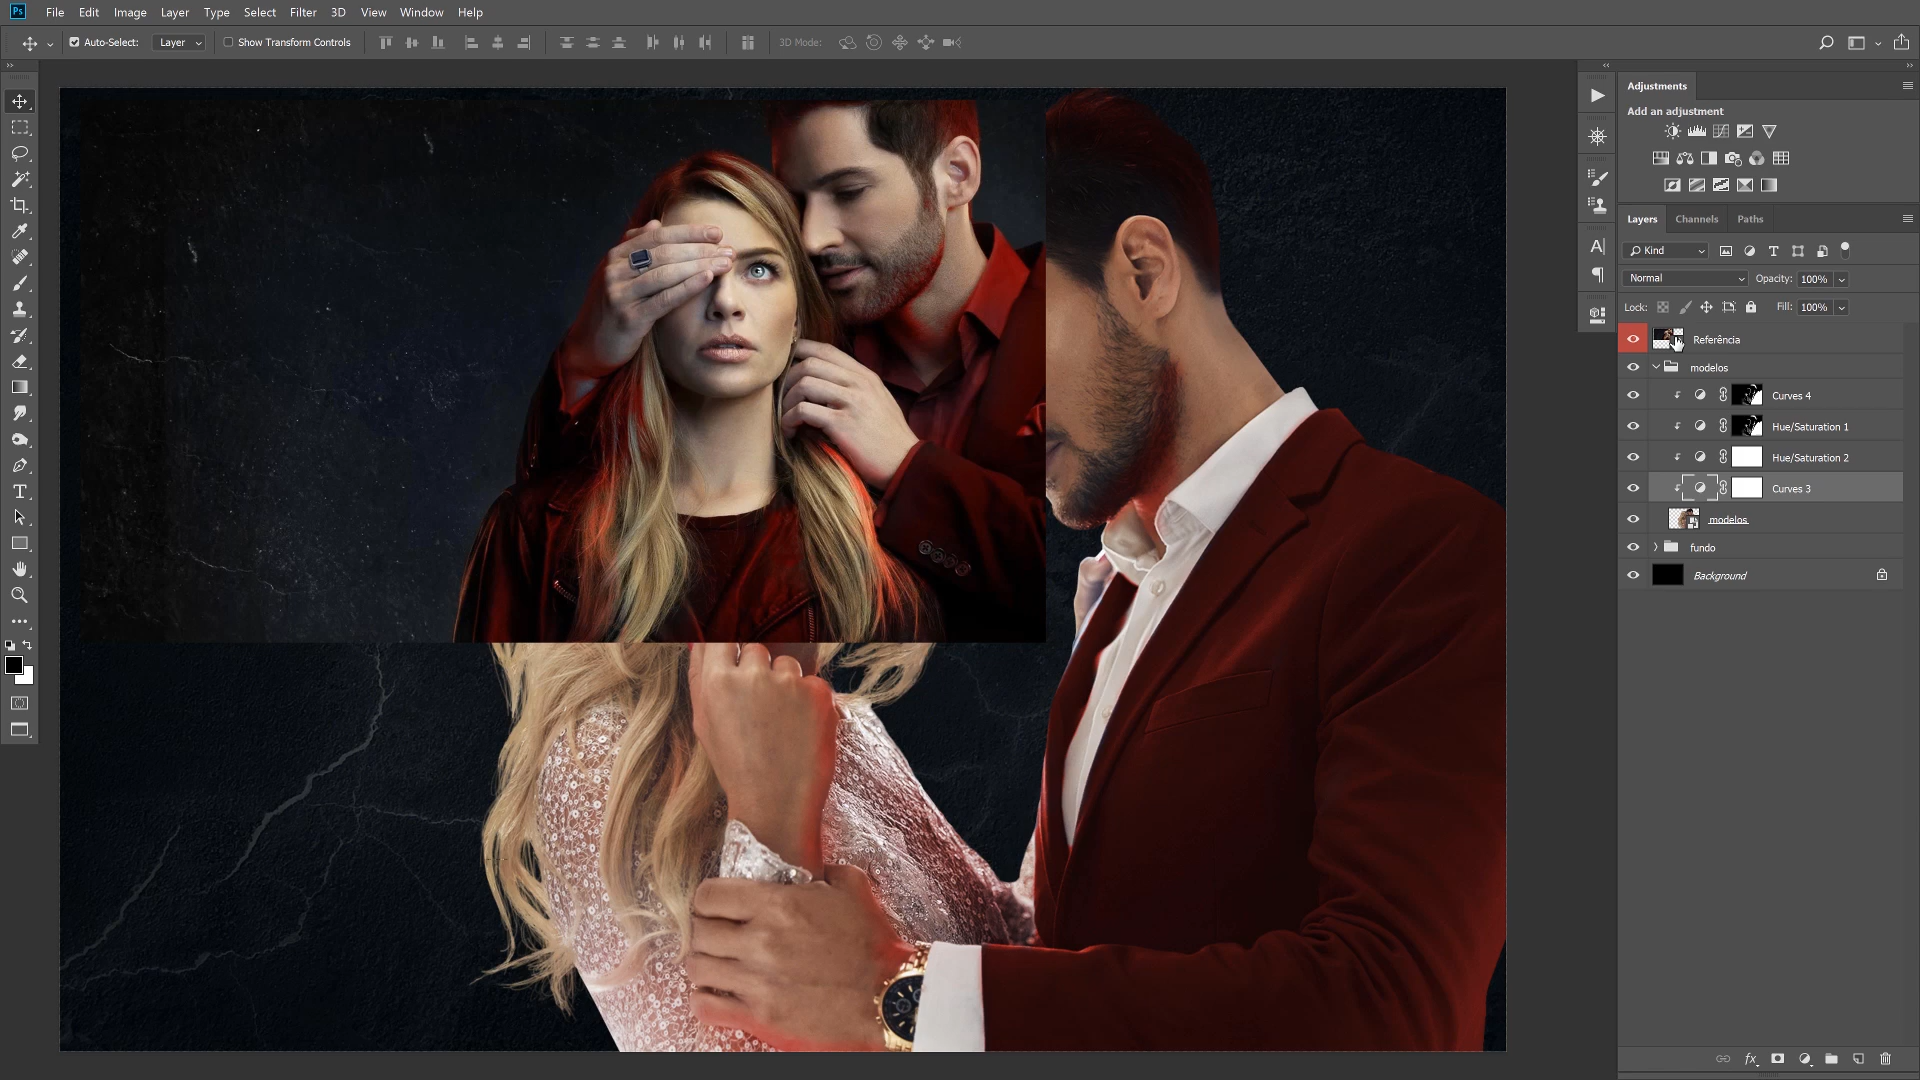 Ps File Edit Image Layer Type Select Filter 3D View Window Help
Auto-Select: Layer Show Transform Controls 3D Mode:
Adjustments
Add an adjustment
Layers Channels Paths
Kind
Normal Opacity: 100%
Lock: Fill: 100%
Referência
modelos
Curves 4
Hue/Saturation 1
Hue/Saturation 2
Curves 3
modelos
fundo
Background
fx